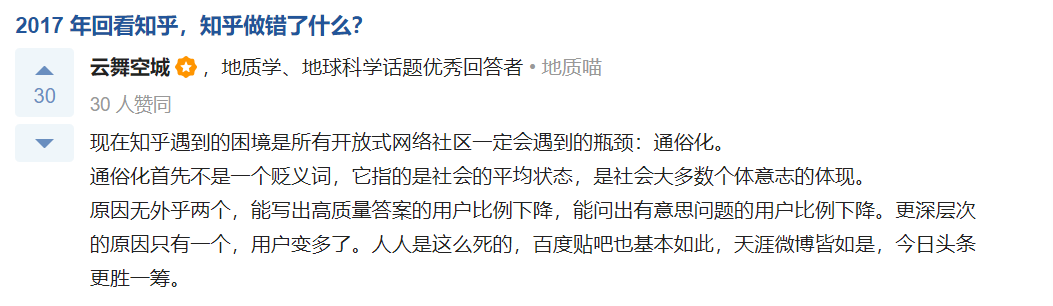 2017 年回看知乎，知乎做错了什么？
云舞空城 ，地质学、地球科学话题优秀回答者 • 地质喵
30
30 人赞同
现在知乎遇到的困境是所有开放式网络社区一定会遇到的瓶颈：通俗化。
通俗化首先不是一个贬义词，它指的是社会的平均状态，是社会大多数个体意志的体现。
原因无外乎两个，能写出高质量答案的用户比例下降，能问出有意思问题的用户比例下降。更深层次
的原因只有一个，用户变多了。人人是这么死的，百度贴吧也基本如此，天涯微博皆如是，今日头条
更胜一筹。